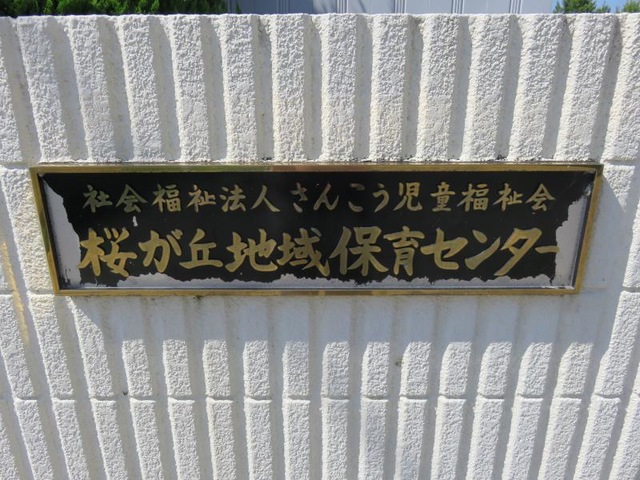 社会福祉法人さんこう児童福祉会
桜が丘地域保育センター